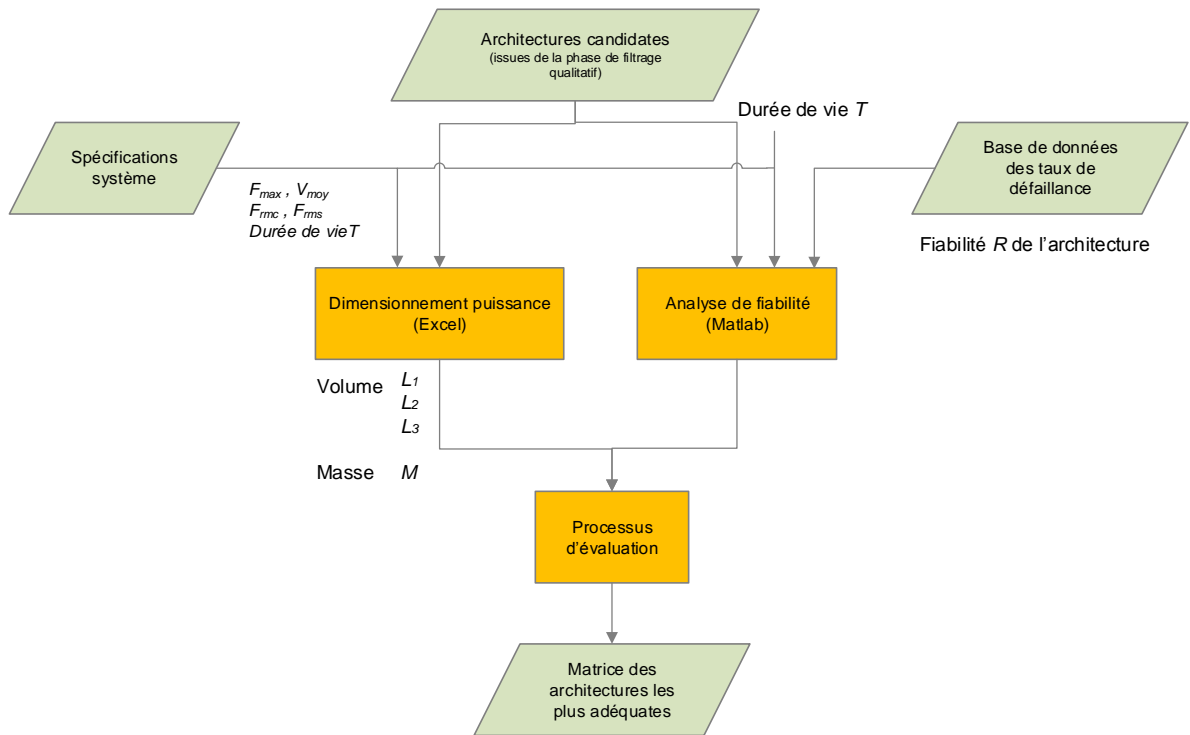 Architectures candidates
(issues de la phase de filtrage
qualitatif)
Durée de vie T
Spécifications
système
Base de données
des taux de
défaillance
Fmax , Vmoy
Frmc , Frms
Durée de vieT
Fiabilité R de l'architecture
Dimensionnement puissance
(Excel)
Analyse de fiabilité
(Matlab)
Volume L1
L2
L3
Masse M
Processus
d'évaluation
Matrice des
architectures les
plus adéquates